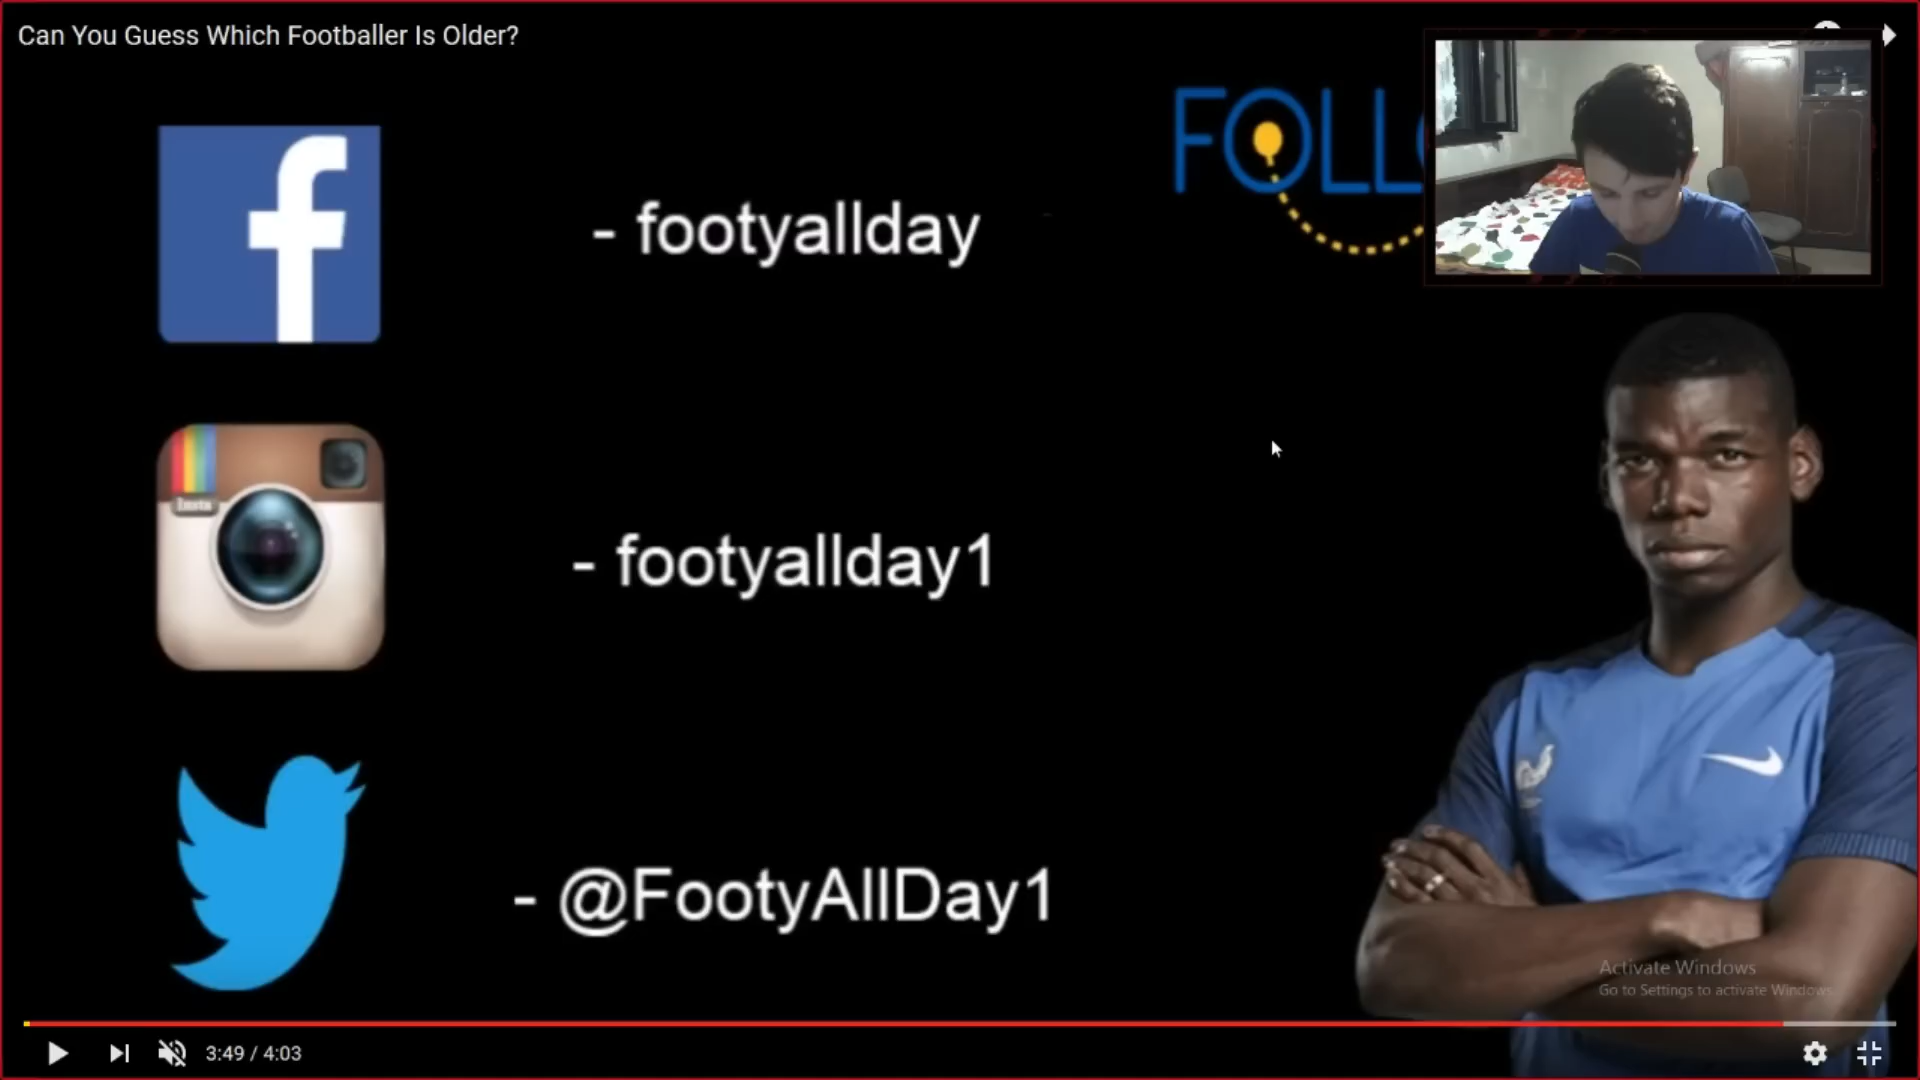 Can You Guess Which Footballer Is Older?
FOLL
- footyallday
Insta
- footyallday1
- @FootyAllDay1
Activate Windows
Go to Settings to activate Windows.
3:49 / 4:03